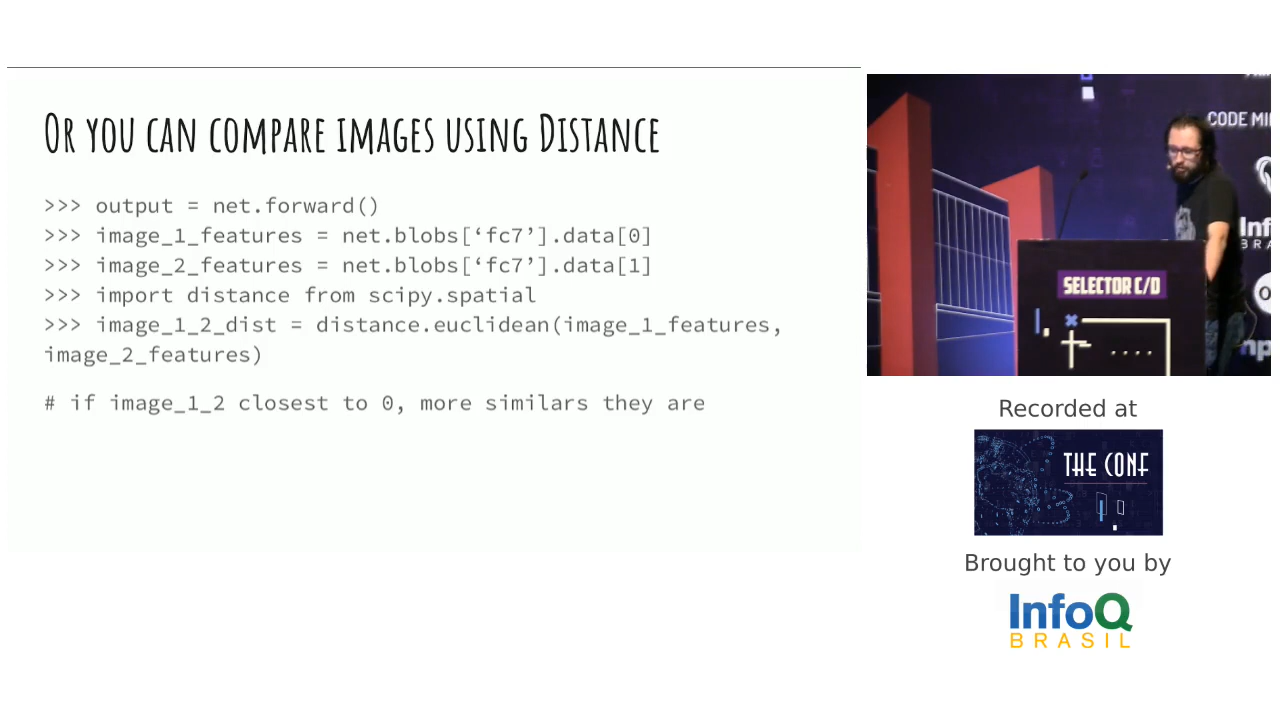 Or you can compare images using Distance
>>> output = net.forward()
>>> image_1_features = net.blobs[‘fc7’].data[0]
>>> image_2_features = net.blobs[‘fc7’].data[1]
>>> import distance from scipy.spatial
>>> image_1_2_dist = distance.euclidean(image_1_features,
image_2_features)
# if image_1_2 closest to 0, more similars they are
CODE MI
Inf
BRA
SELECTOR C/D
Recorded at
THE CONF
Brought to you by
InfoQ
BRASIL